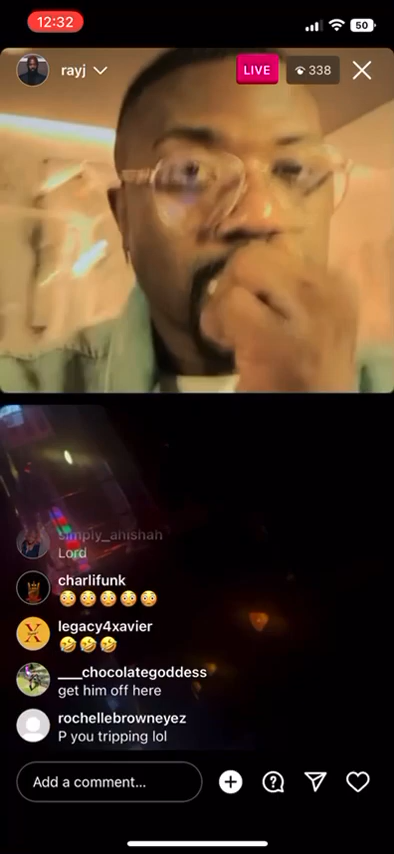 12:32
50
rayj
LIVE
338
simply_ahishah
Lord
charlifunk
😳😳😳😳😳
legacy4xavier
🤣🤣🤣
___chocolategoddess
get him off here
rochellebrowneyez
P you tripping lol
Add a comment...